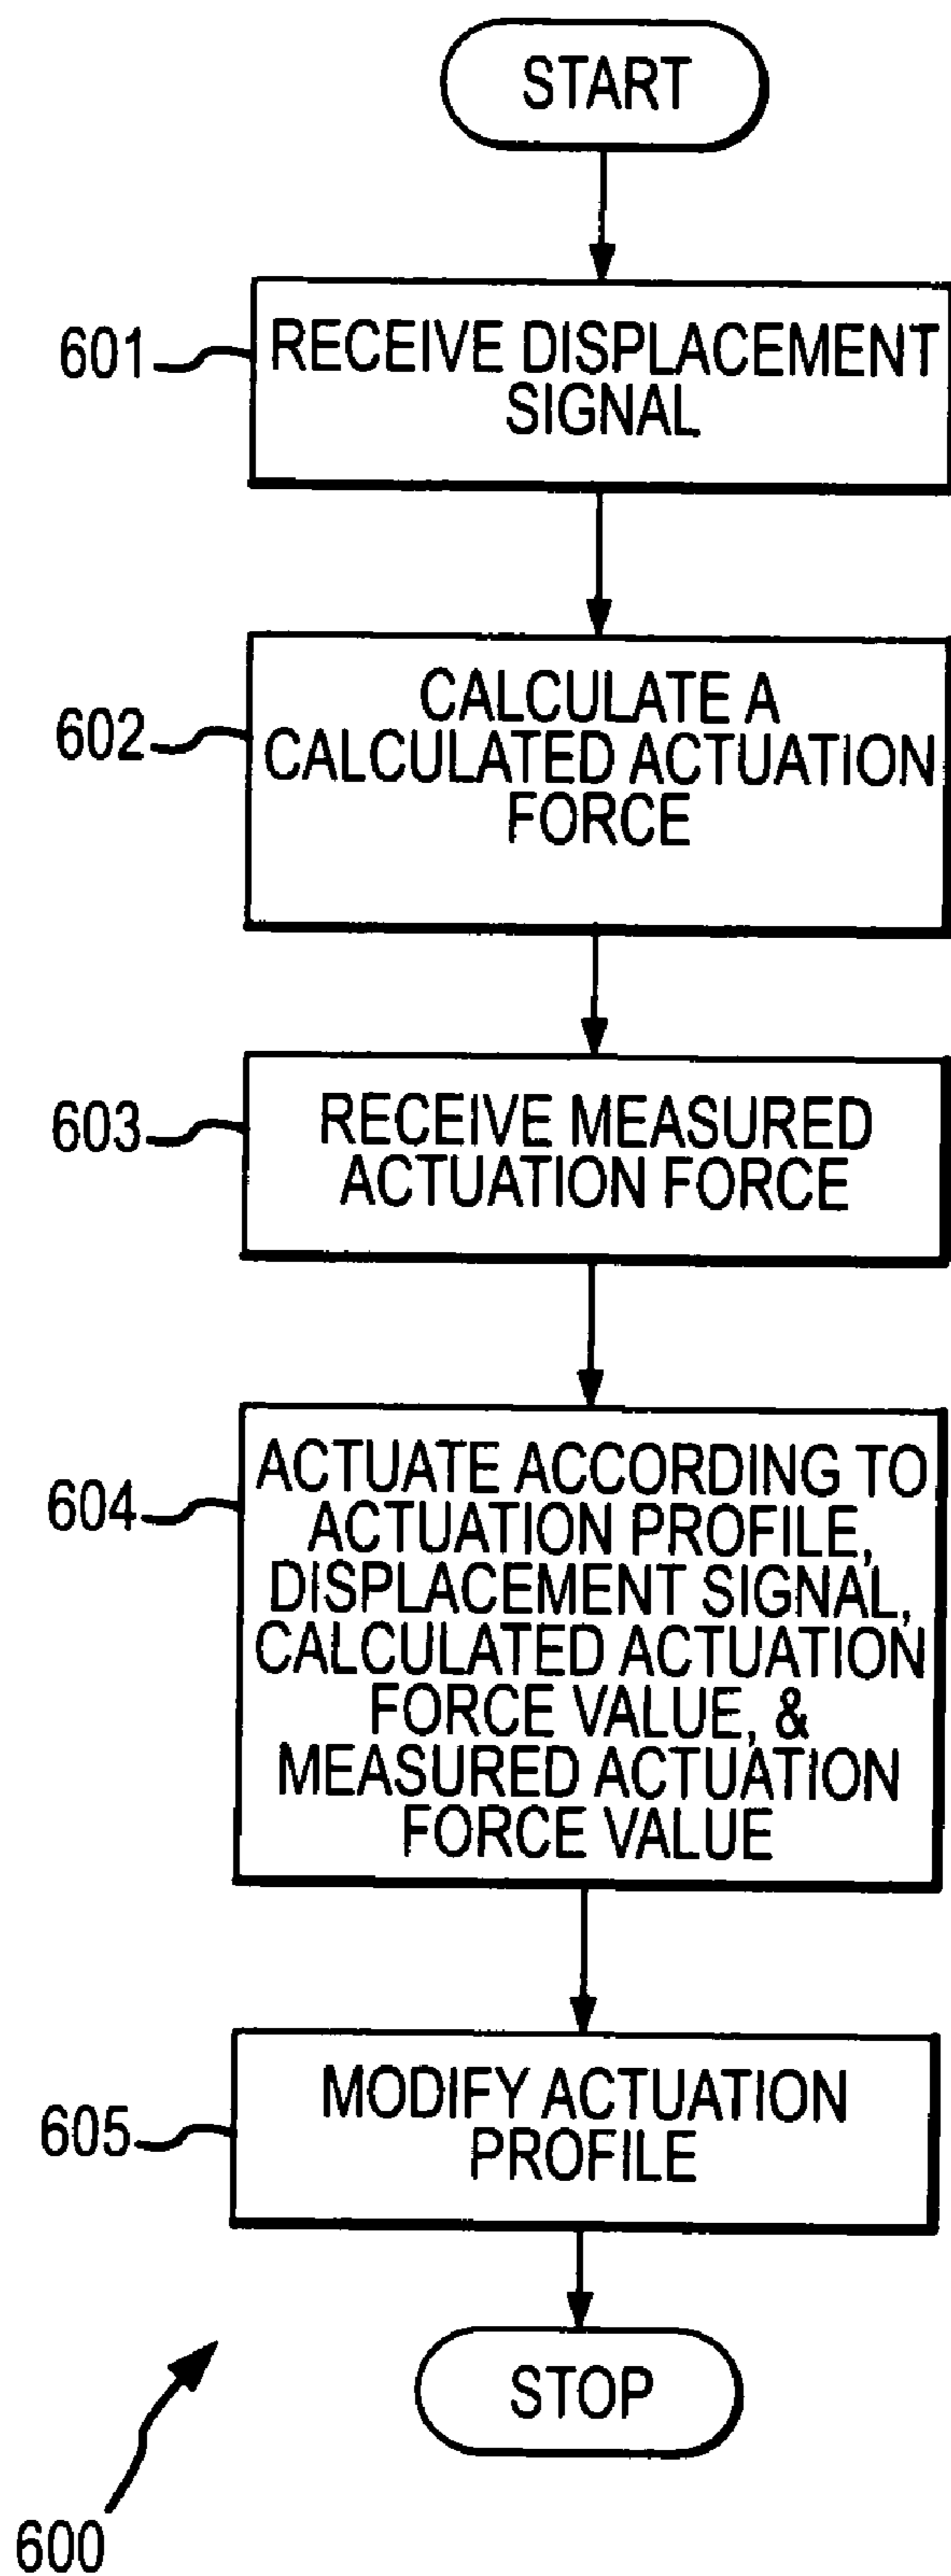 START
601
RECEIVE DISPLACEMENT
SIGNAL
602
CALCULATE A
CALCULATED ACTUATION
FORCE
603
RECEIVE MEASURED
ACTUATION FORCE
604
ACTUATE ACCORDING TO
ACTUATION PROFILE,
DISPLACEMENT SIGNAL,
CALCULATED ACTUATION
FORCE VALUE, &
MEASURED ACTUATION
FORCE VALUE
605
MODIFY ACTUATION
PROFILE
STOP
600